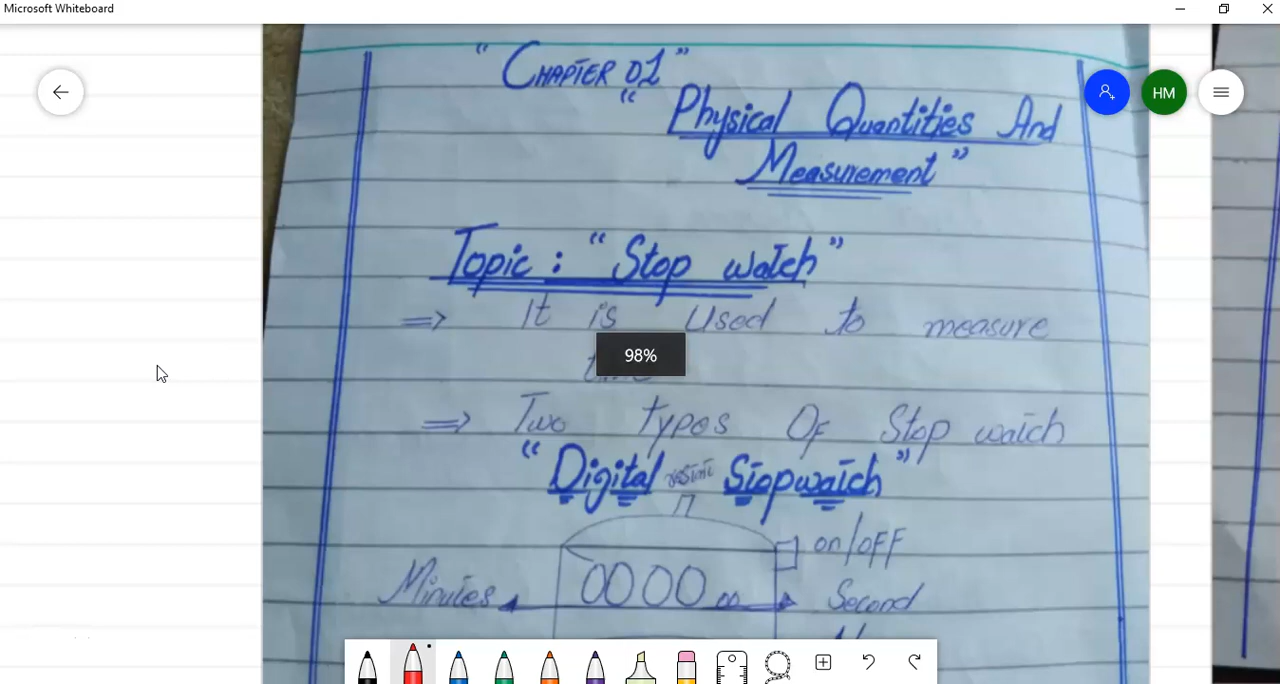 Microsoft Whiteboard
HM
"CHAPTER 01"
"Physical Quantities And
Measurement"
Topic: "Stop watch"
⇒ It is used to measure
98%
⇒ Two types Of Stop watch
"Digital Stopwatch"
on/OFF
Minutes
0000 00
Second